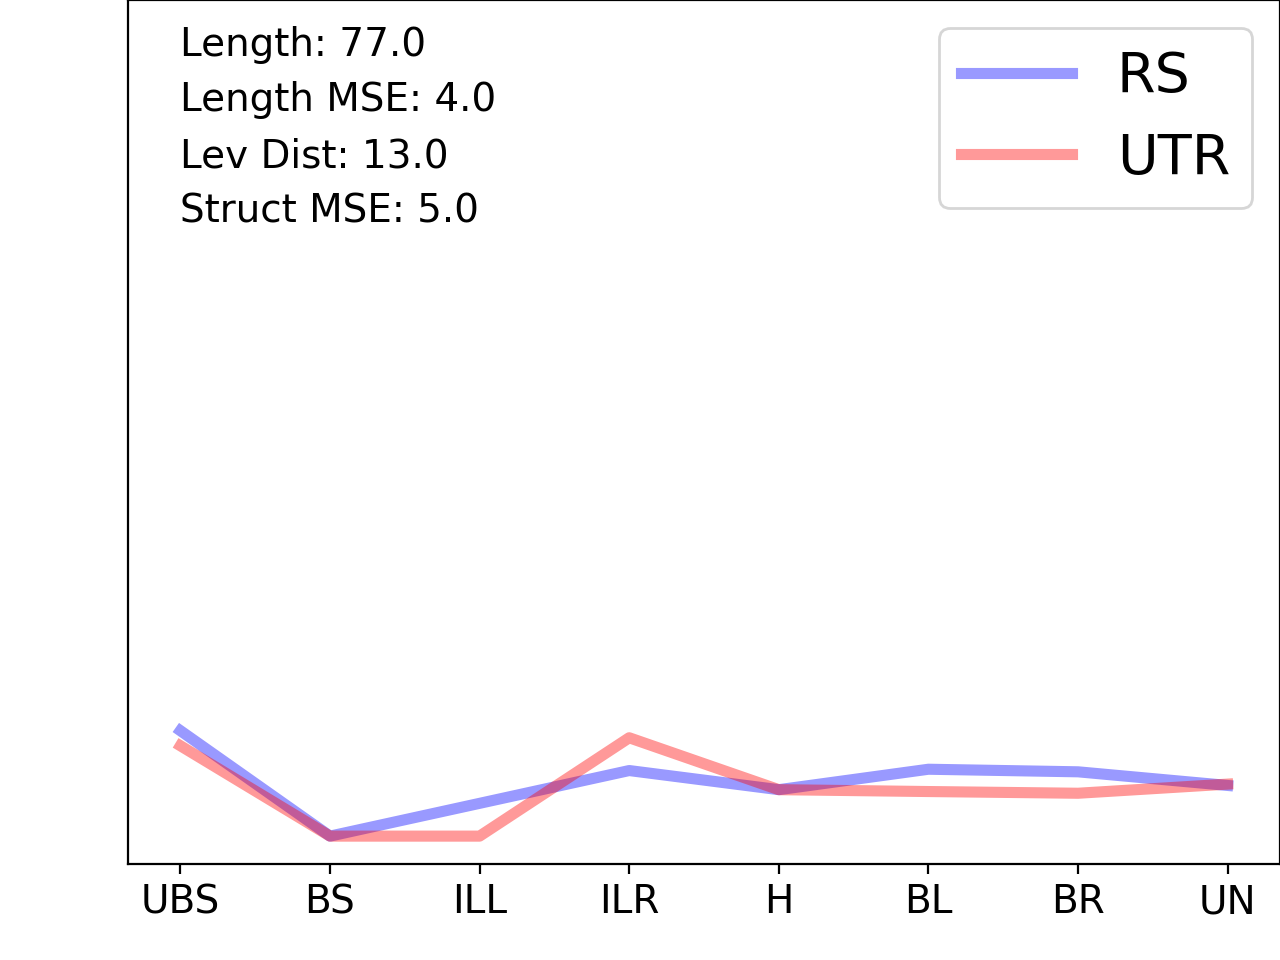 Length: 77.0
Length MSE: 4.0
Lev Dist: 13.0
Struct MSE: 5.0
RS
UTR
UBS BS ILL ILR H BL BR UN